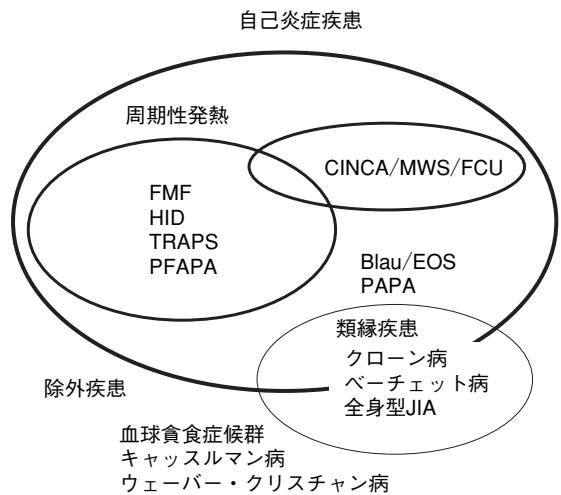 自己炎症疾患
周期性発熱
CINCA/MWS/FCU
FMF
HID
TRAPS
PFAPA
Blau/EOS
PAPA
類縁疾患
クローン病
ベーチェット病
全身型JIA
除外疾患
血球貪食症候群
キャッスルマン病
ウェーバー・クリスチャン病